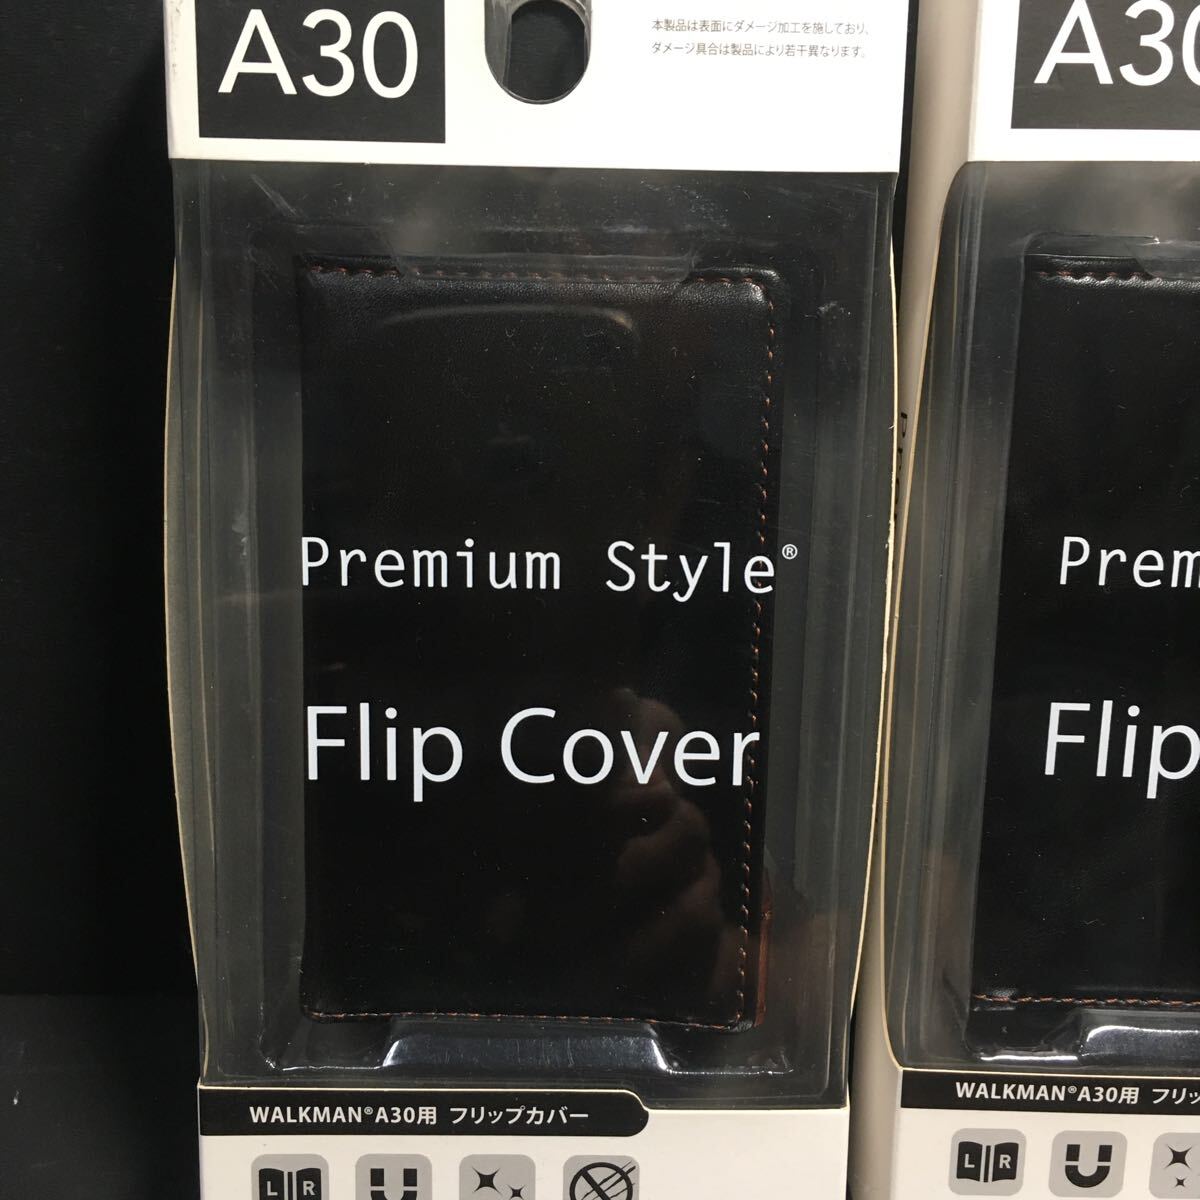 A30
本製品は表面にダメージ加工を施しており、
ダメージ具合は製品により若干異なります。
Premium Style®
Flip Cover
WALKMAN®A30用 フリップカバー
L R
A30
Prem
Flip
WALKMAN®A30用 フリッ
L R